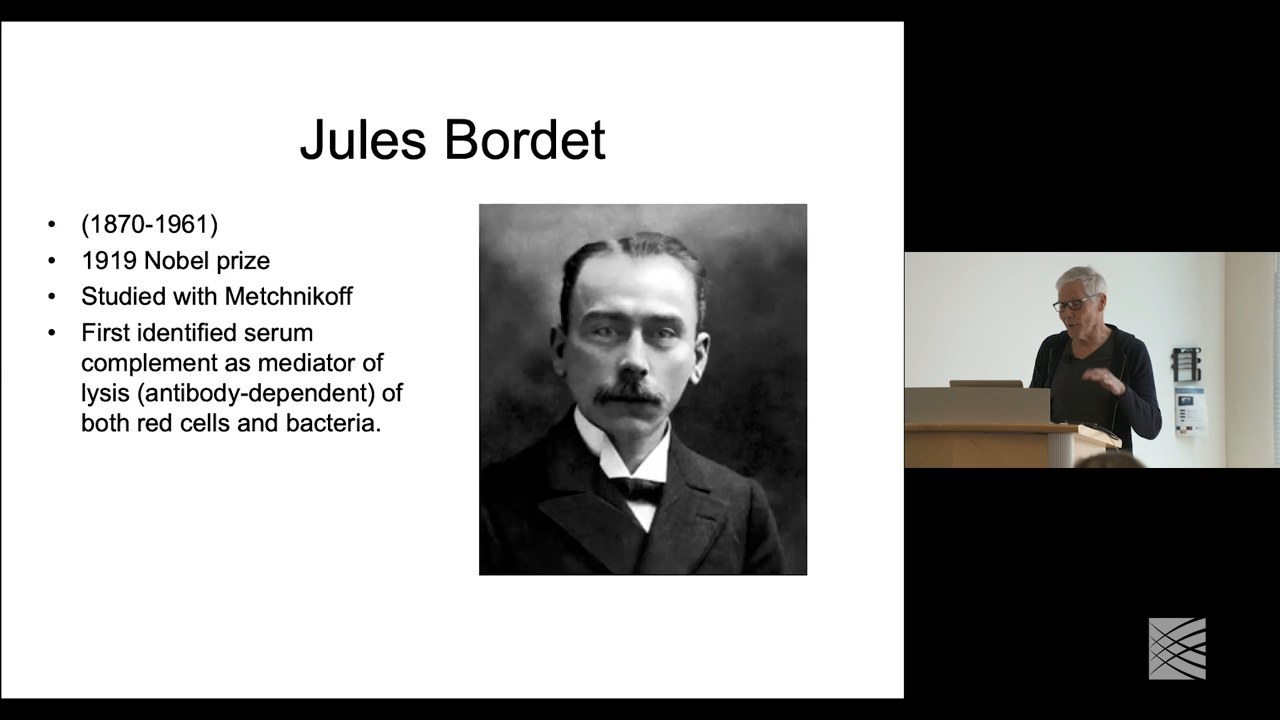 Jules Bordet
• (1870-1961)
• 1919 Nobel prize
• Studied with Metchnikoff
• First identified serum
complement as mediator of
lysis (antibody-dependent) of
both red cells and bacteria.